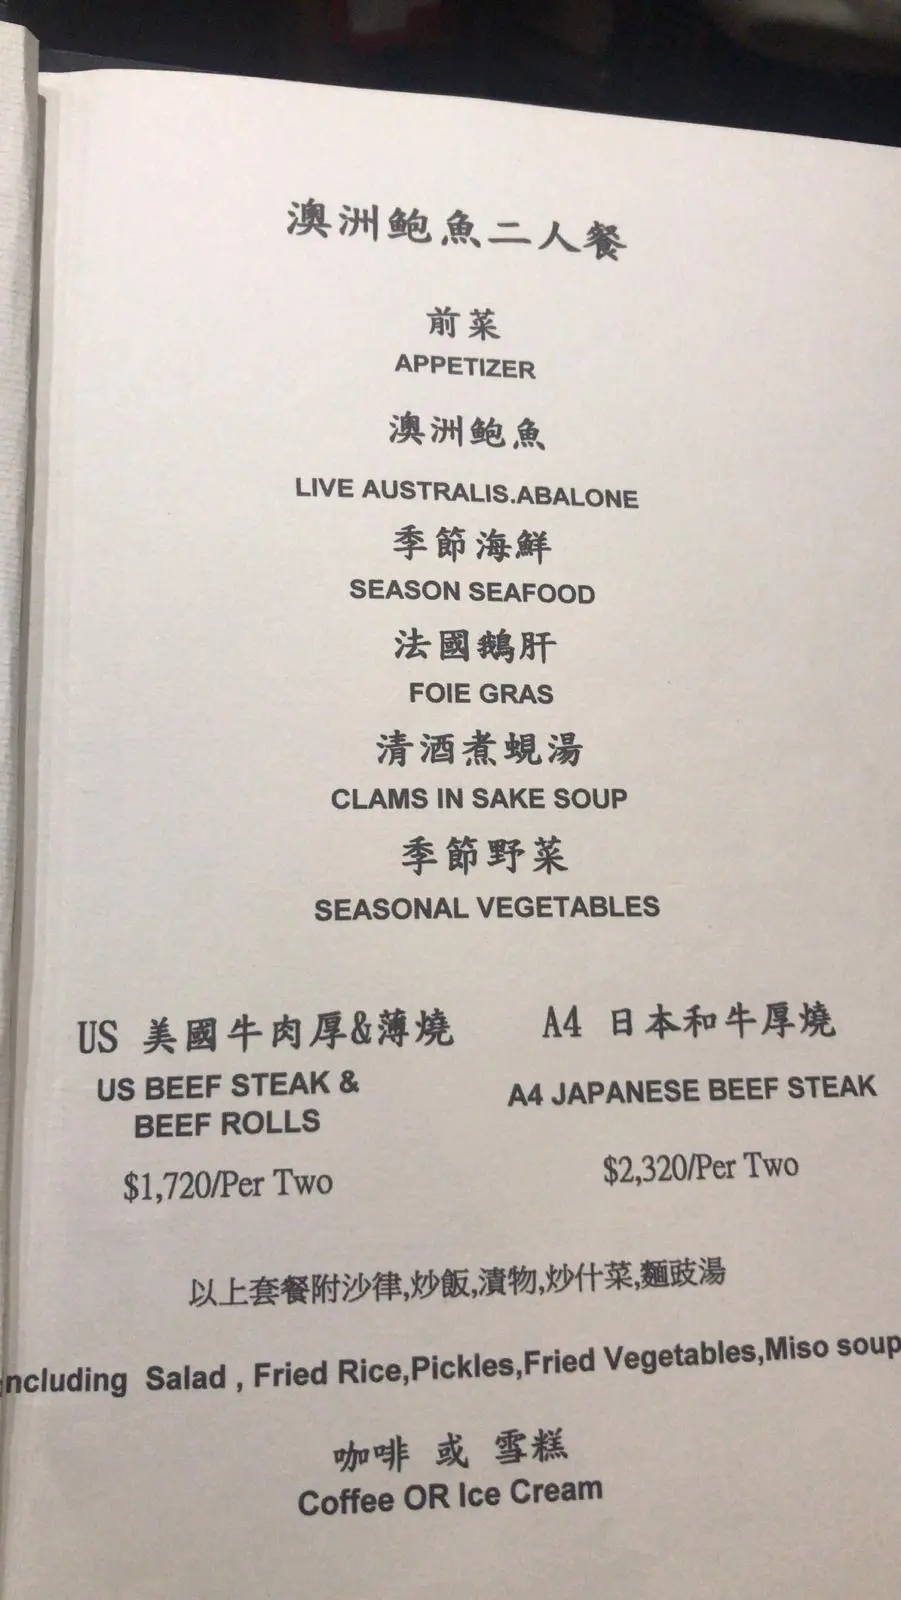 澳洲鮑魚二人餐
前菜
APPETIZER
澳洲鮑魚
LIVE AUSTRALIS.ABALONE
季節海鮮
SEASON SEAFOOD
法國鵝肝
FOIE GRAS
清酒煮蜆湯
CLAMS IN SAKE SOUP
季節野菜
SEASONAL VEGETABLES
US 美國牛肉厚&薄燒
US BEEF STEAK &
BEEF ROLLS
$1,720/Per Two
A4 日本和牛厚燒
A4 JAPANESE BEEF STEAK
$2,320/Per Two
以上套餐附沙律,炒飯,漬物,炒什菜,麵豉湯
ncluding Salad , Fried Rice,Pickles,Fried Vegetables,Miso soup
咖啡 或 雪糕
Coffee OR Ice Cream